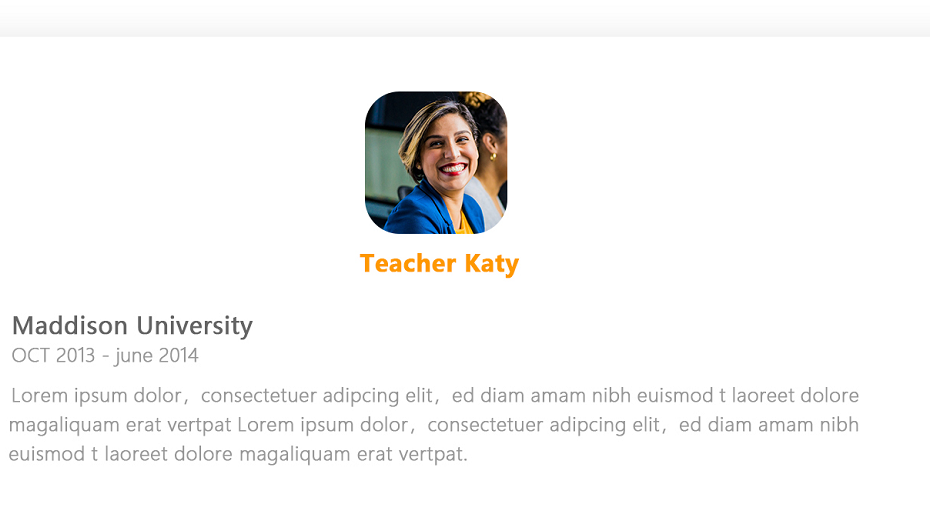 Teacher Katy
Maddison University
OCT 2013 - june 2014
Lorem ipsum dolor，consectetuer adipcing elit，ed diam amam nibh euismod t laoreet dolore
magaliquam erat vertpat Lorem ipsum dolor，consectetuer adipcing elit，ed diam amam nibh
euismod t laoreet dolore magaliquam erat vertpat.